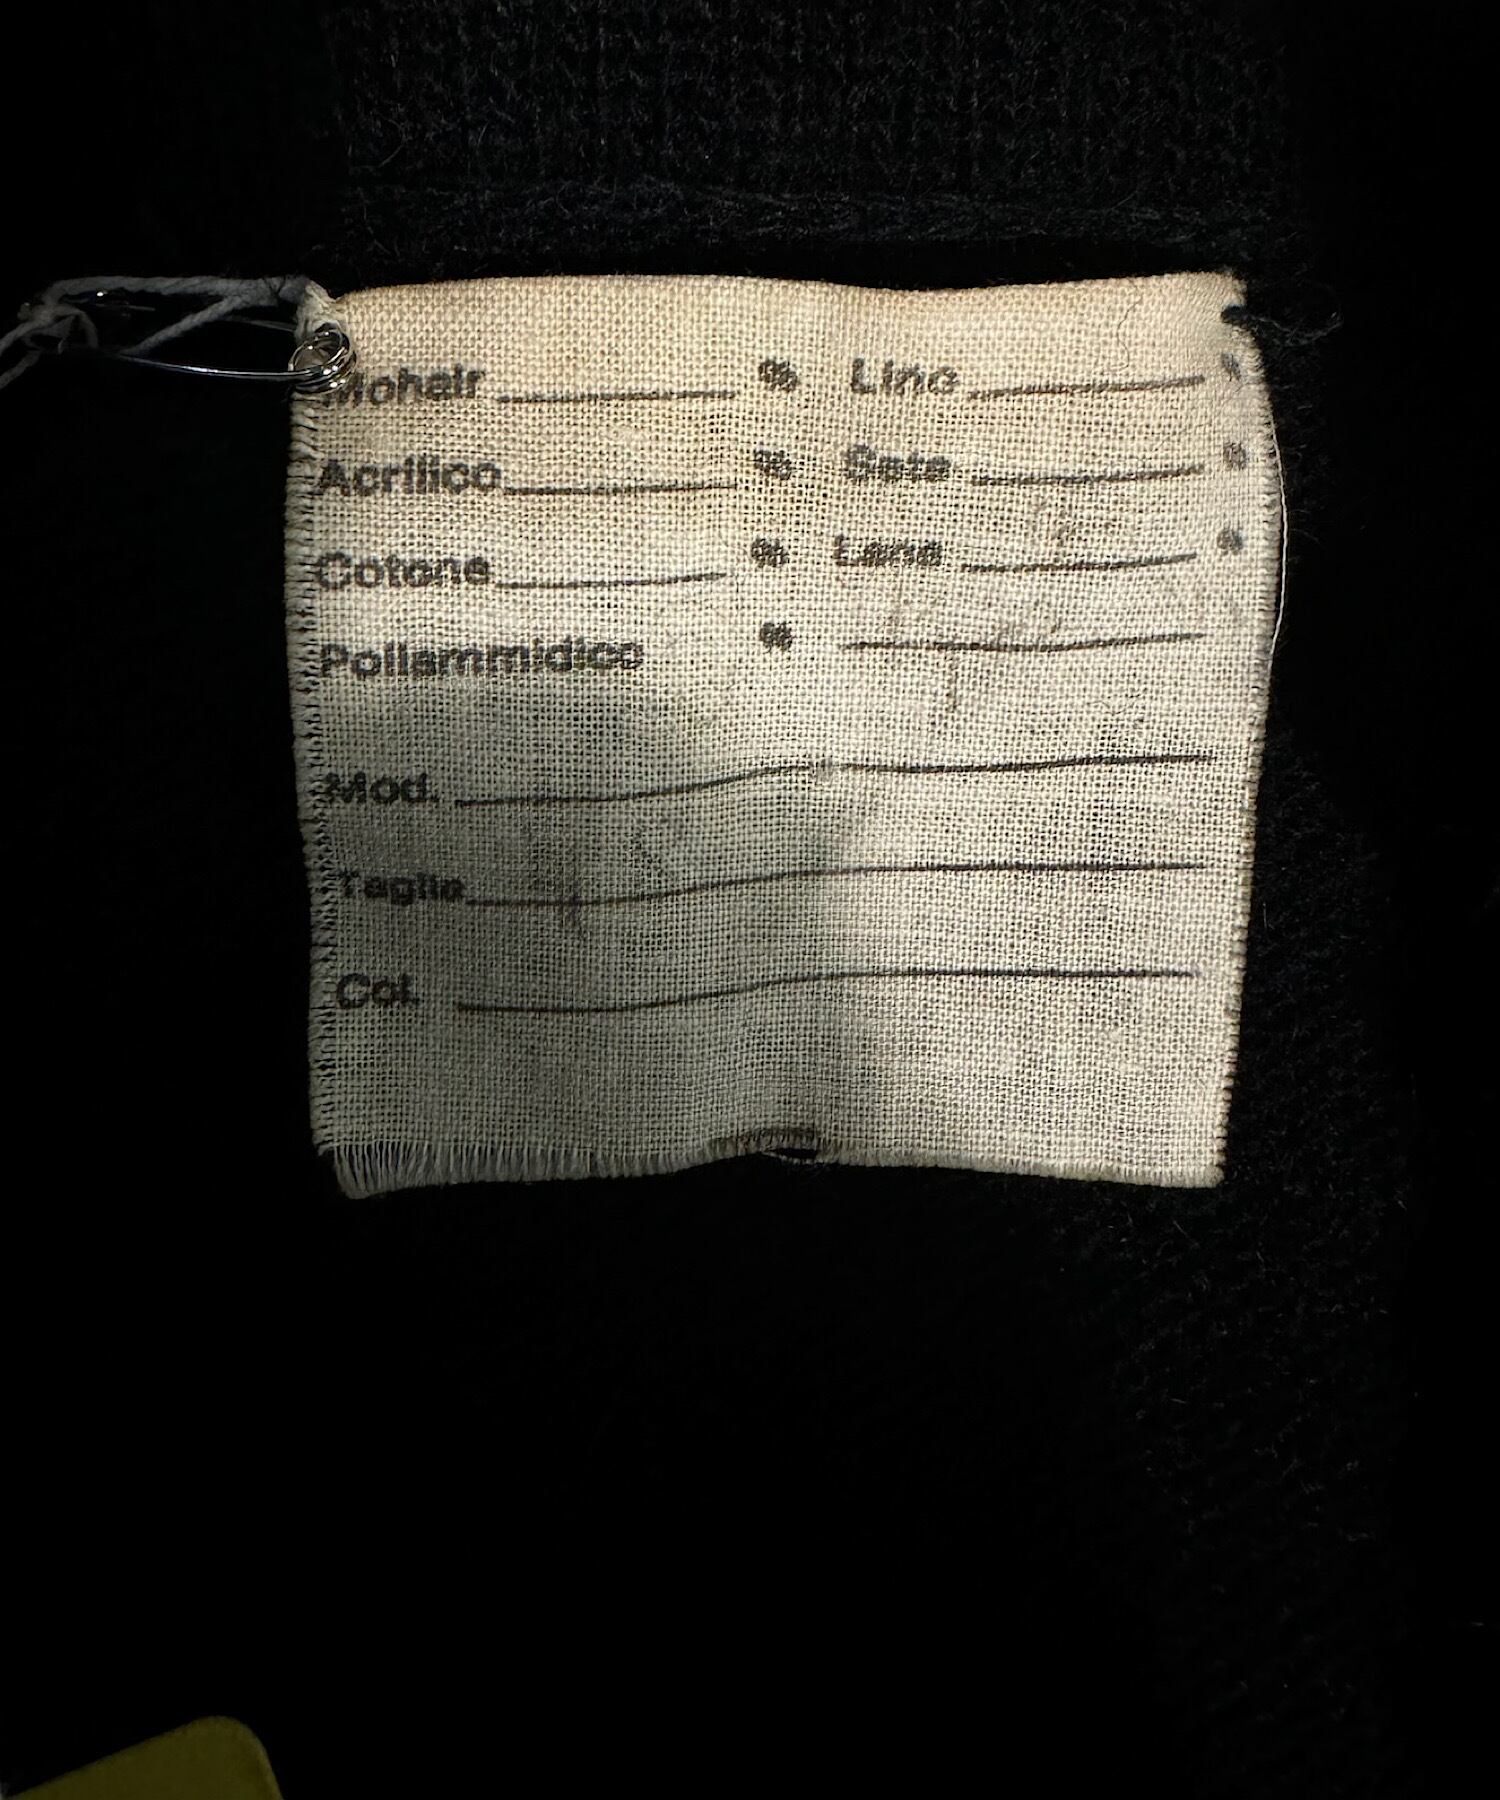 Mohair % Lino %
Acrilico % Seta %
Cotone % Lana %
Poliammidico %
Mod.
Taglia
Col.